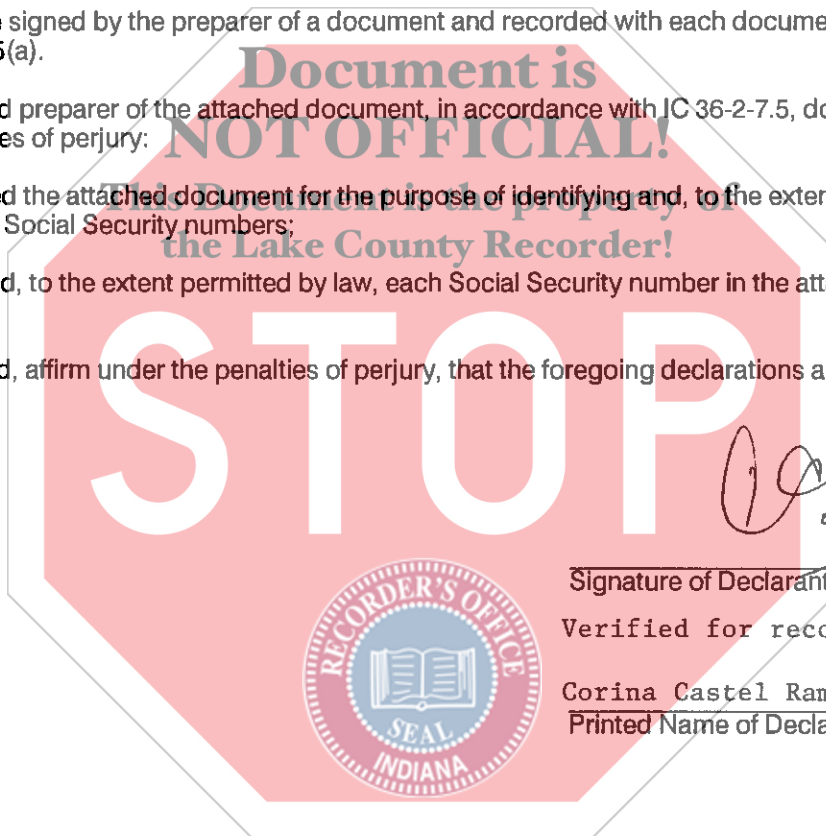 signed by the preparer of a document and recorded with each docume
5(a).
Document is
d preparer of the attached document, in accordance with IC 36-2-7.5, do
es of perjury:
NOT OFFICIAL!
d the attached document for the purpose of identifying and, to the exten
This Document is the property of
Social Security numbers;
the Lake County Recorder!
d, to the extent permitted by law, each Social Security number in the atta
STOP
d, affirm under the penalties of perjury, that the foregoing declarations a
Signature of Declarant
Verified for reco
Corina Castel Ram
Printed Name of Decla
RECORDER'S OFFICE
SEAL
INDIANA